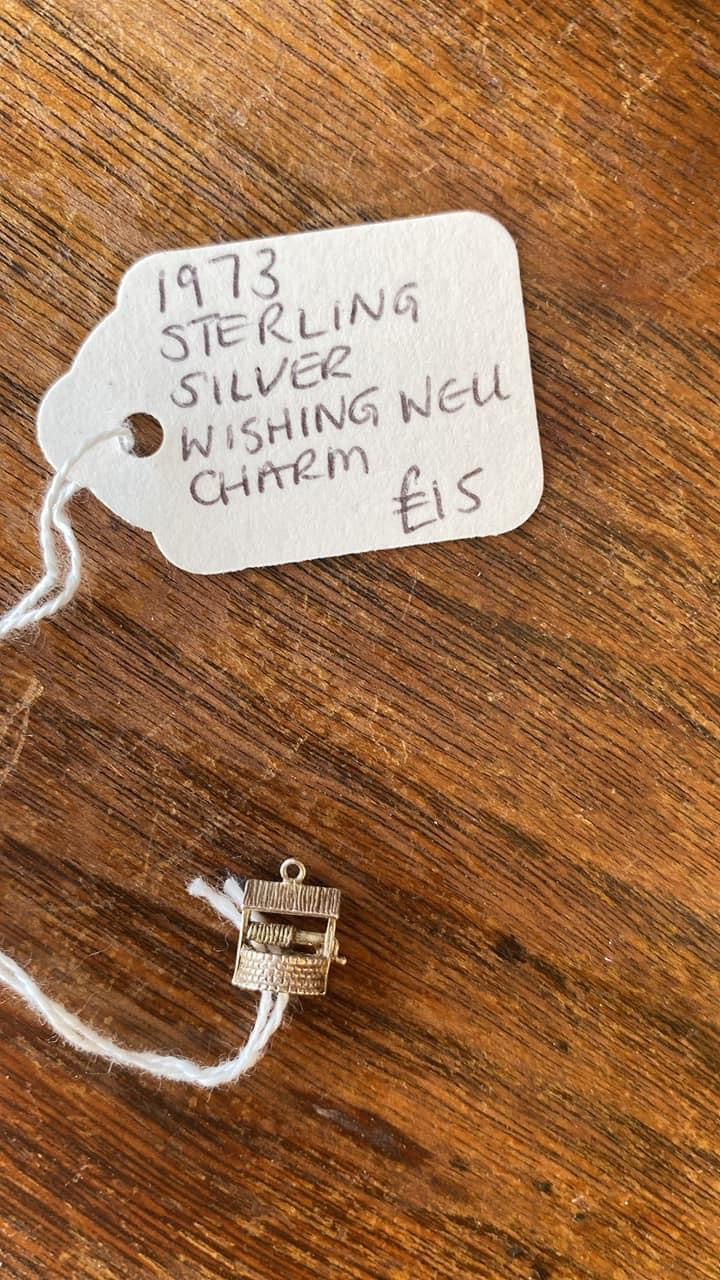 1973
STERLING
SILVER
WISHING WELL
CHARM
£15